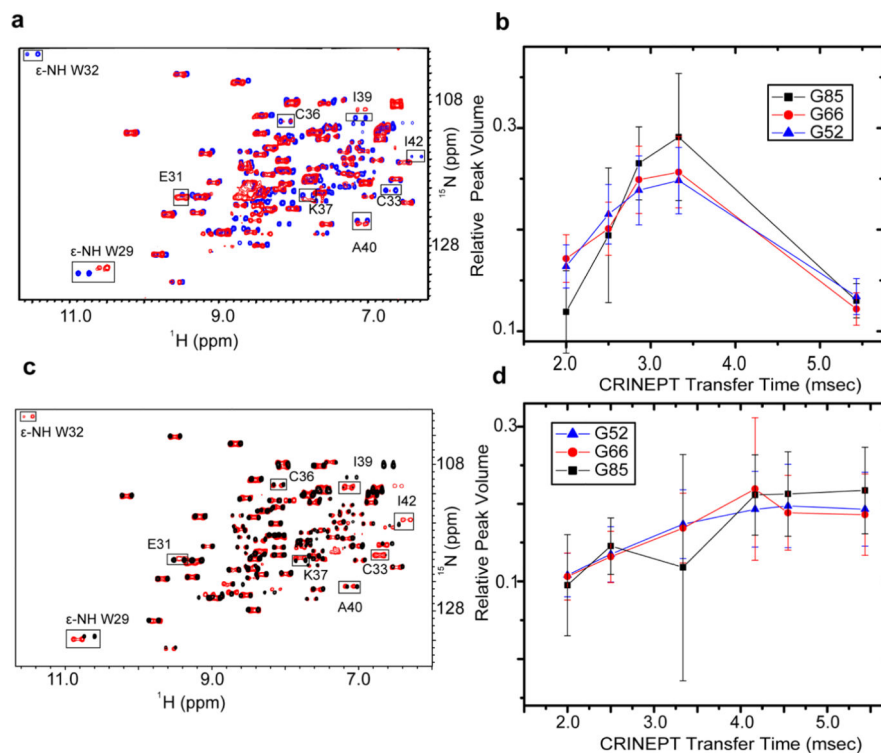 a
ε-NH W32
I39
C36
I42
E31
K37
C33
A40
ε-NH W29
108
128
15N (ppm)
11.0 9.0 7.0
1H (ppm)
b
G85
G66
G52
0.3
0.1
Relative Peak Volume
2.0 3.0 4.0 5.0
CRINEPT Transfer Time (msec)
c
ε-NH W32
I39
C36
I42
E31
K37
C33
A40
ε-NH W29
108
128
15N (ppm)
11.0 9.0 7.0
1H (ppm)
d
G52
G66
G85
0.3
0.1
Relative Peak Volume
2.0 3.0 4.0 5.0
CRINEPT Transfer Time (msec)